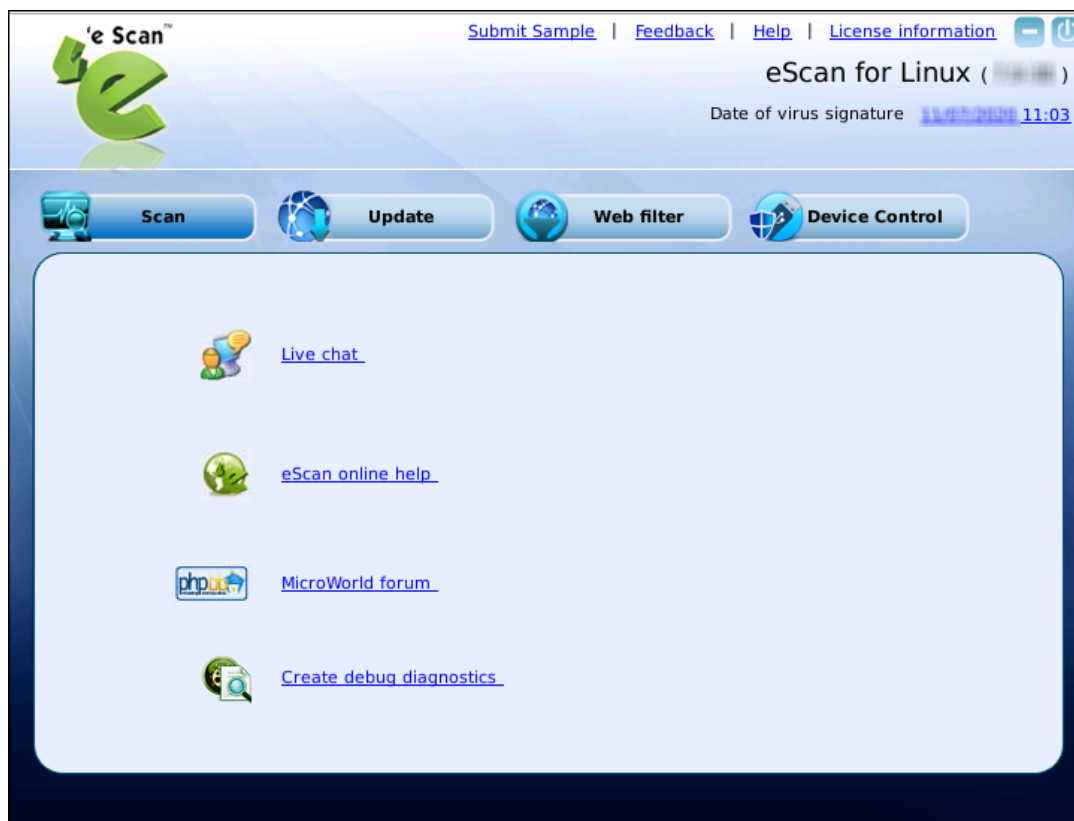 'e Scan™
Submit Sample | Feedback | Help | License information
eScan for Linux ( )
Date of virus signature 11:03
Scan
Update
Web filter
Device Control
Live chat
eScan online help
php
MicroWorld forum
Create debug diagnostics